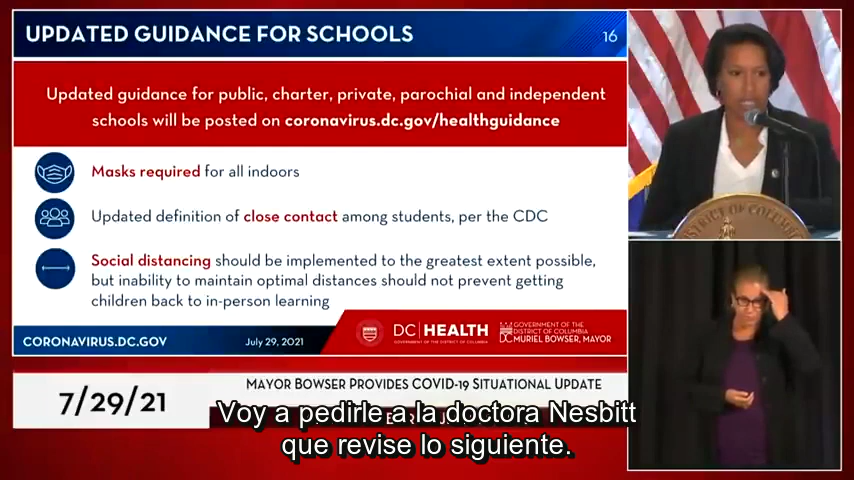 UPDATED GUIDANCE FOR SCHOOLS
16
Updated guidance for public, charter, private, parochial and independent
schools will be posted on coronavirus.dc.gov/healthguidance
Masks required for all indoors
Updated definition of close contact among students, per the CDC
Social distancing should be implemented to the greatest extent possible,
but inability to maintain optimal distances should not prevent getting
children back to in-person learning
CORONAVIRUS.DC.GOV
July 29, 2021
DC HEALTH
GOVERNMENT OF THE DISTRICT OF COLUMBIA
GOVERNMENT OF THE
DISTRICT OF COLUMBIA
MURIEL BOWSER, MAYOR
DISTRICT OF COLUM
7/29/21
MAYOR BOWSER PROVIDES COVID-19 SITUATIONAL UPDATE
Voy a pedirle a la doctora Nesbitt
que revise lo siguiente.